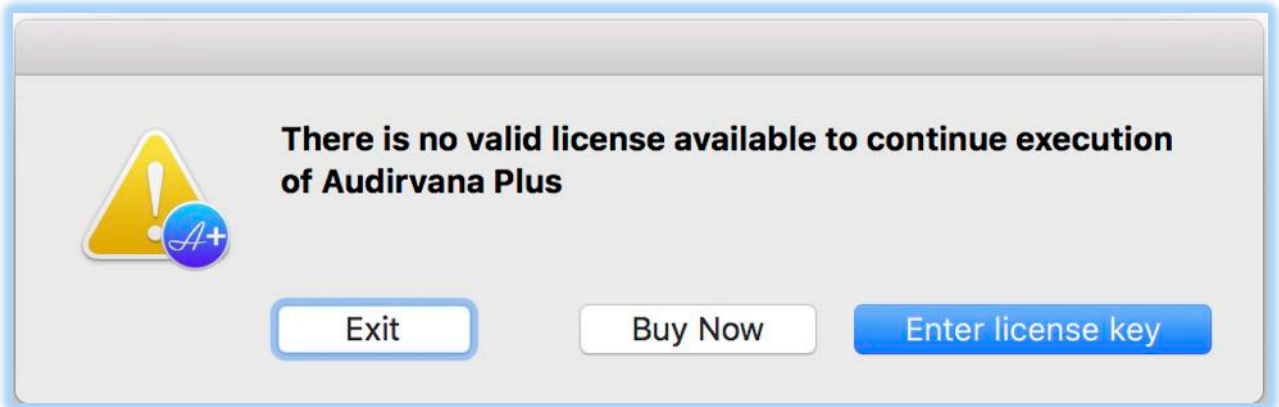 There is no valid license available to continue execution
of Audirvana Plus
A+
Exit
Buy Now
Enter license key